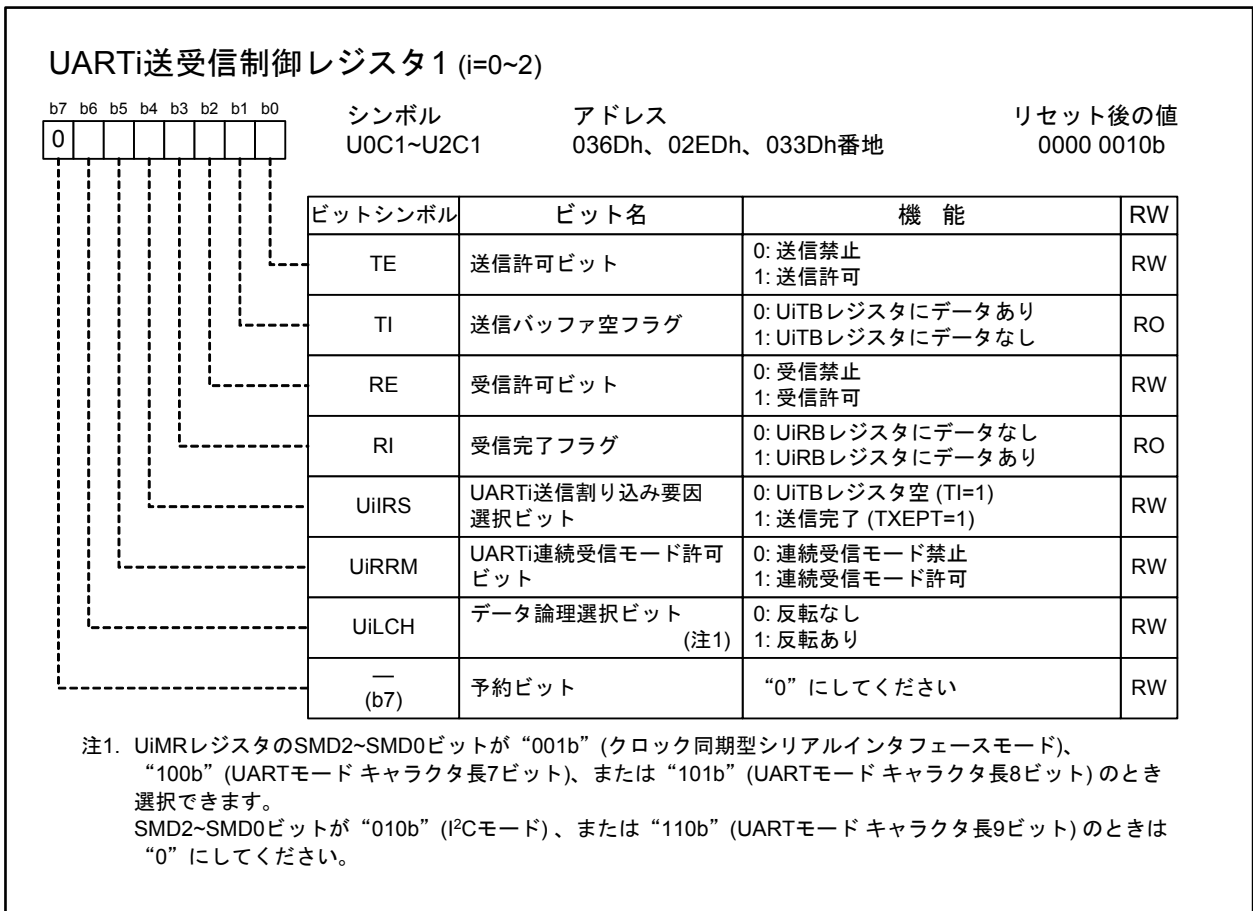 UARTi送受信制御レジスタ1 (i=0~2)
b7 b6 b5 b4 b3 b2 b1 b0
0
シンボル アドレス リセット後の値
U0C1~U2C1 036Dh、02EDh、033Dh番地 0000 0010b
ビットシンボル ビット名 機 能 RW
TE 送信許可ビット 0: 送信禁止 RW
1: 送信許可
TI 送信バッファ空フラグ 0: UiTBレジスタにデータあり RO
1: UiTBレジスタにデータなし
RE 受信許可ビット 0: 受信禁止 RW
1: 受信許可
RI 受信完了フラグ 0: UiRBレジスタにデータなし RO
1: UiRBレジスタにデータあり
UiIRS UARTi送信割り込み要因 0: UiTBレジスタ空 (TI=1) RW
選択ビット 1: 送信完了 (TXEPT=1)
UiRRM UARTi連続受信モード許可 0: 連続受信モード禁止 RW
ビット 1: 連続受信モード許可
UiLCH データ論理選択ビット 0: 反転なし RW
(注1) 1: 反転あり
—
(b7) 予約ビット “0”にしてください RW
注1. UiMRレジスタのSMD2~SMD0ビットが“001b”(クロック同期型シリアルインタフェースモード)、
“100b”(UARTモード キャラクタ長7ビット)、または“101b”(UARTモード キャラクタ長8ビット) のとき
選択できます。
SMD2~SMD0ビットが“010b”(I²Cモード) 、または“110b”(UARTモード キャラクタ長9ビット) のときは
“0”にしてください。